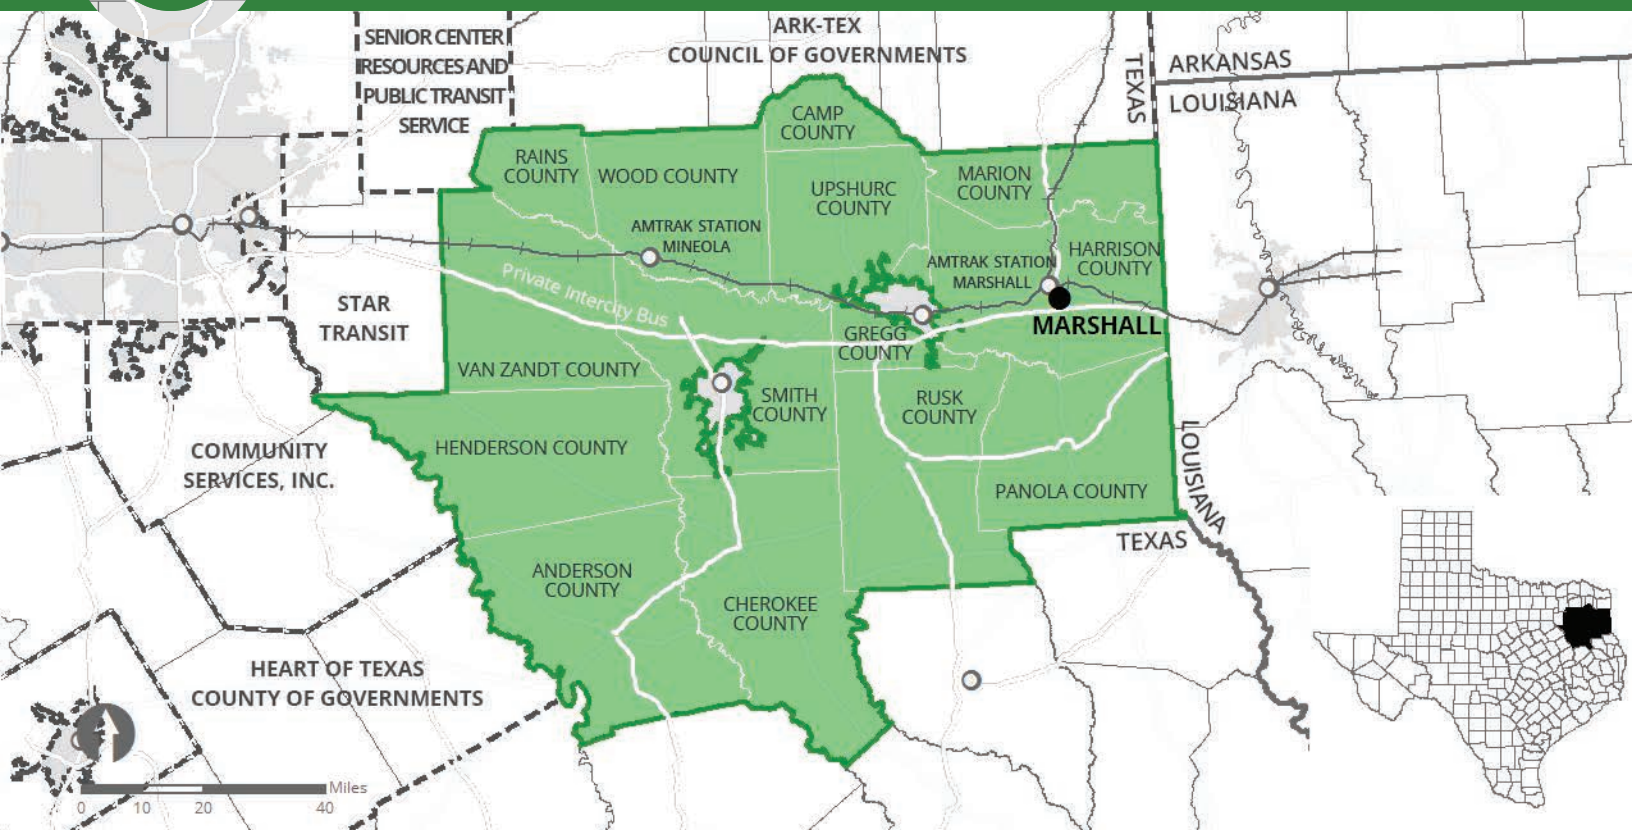 SENIOR CENTER
RESOURCES AND
PUBLIC TRANSIT
SERVICE
ARK-TEX
COUNCIL OF GOVERNMENTS
TEXAS
ARKANSAS
LOUISIANA
CAMP
COUNTY
RAINS
COUNTY
WOOD COUNTY
UPSHURC
COUNTY
MARION
COUNTY
AMTRAK STATION
MINEOLA
AMTRAK STATION
MARSHALL
HARRISON
COUNTY
Private Intercity Bus
STAR
TRANSIT
MARSHALL
GREGG
COUNTY
VAN ZANDT COUNTY
SMITH
COUNTY
RUSK
COUNTY
HENDERSON COUNTY
COMMUNITY
SERVICES, INC.
PANOLA COUNTY
LOUISIANA
TEXAS
ANDERSON
COUNTY
CHEROKEE
COUNTY
HEART OF TEXAS
COUNTY OF GOVERNMENTS
Miles
0 10 20 40